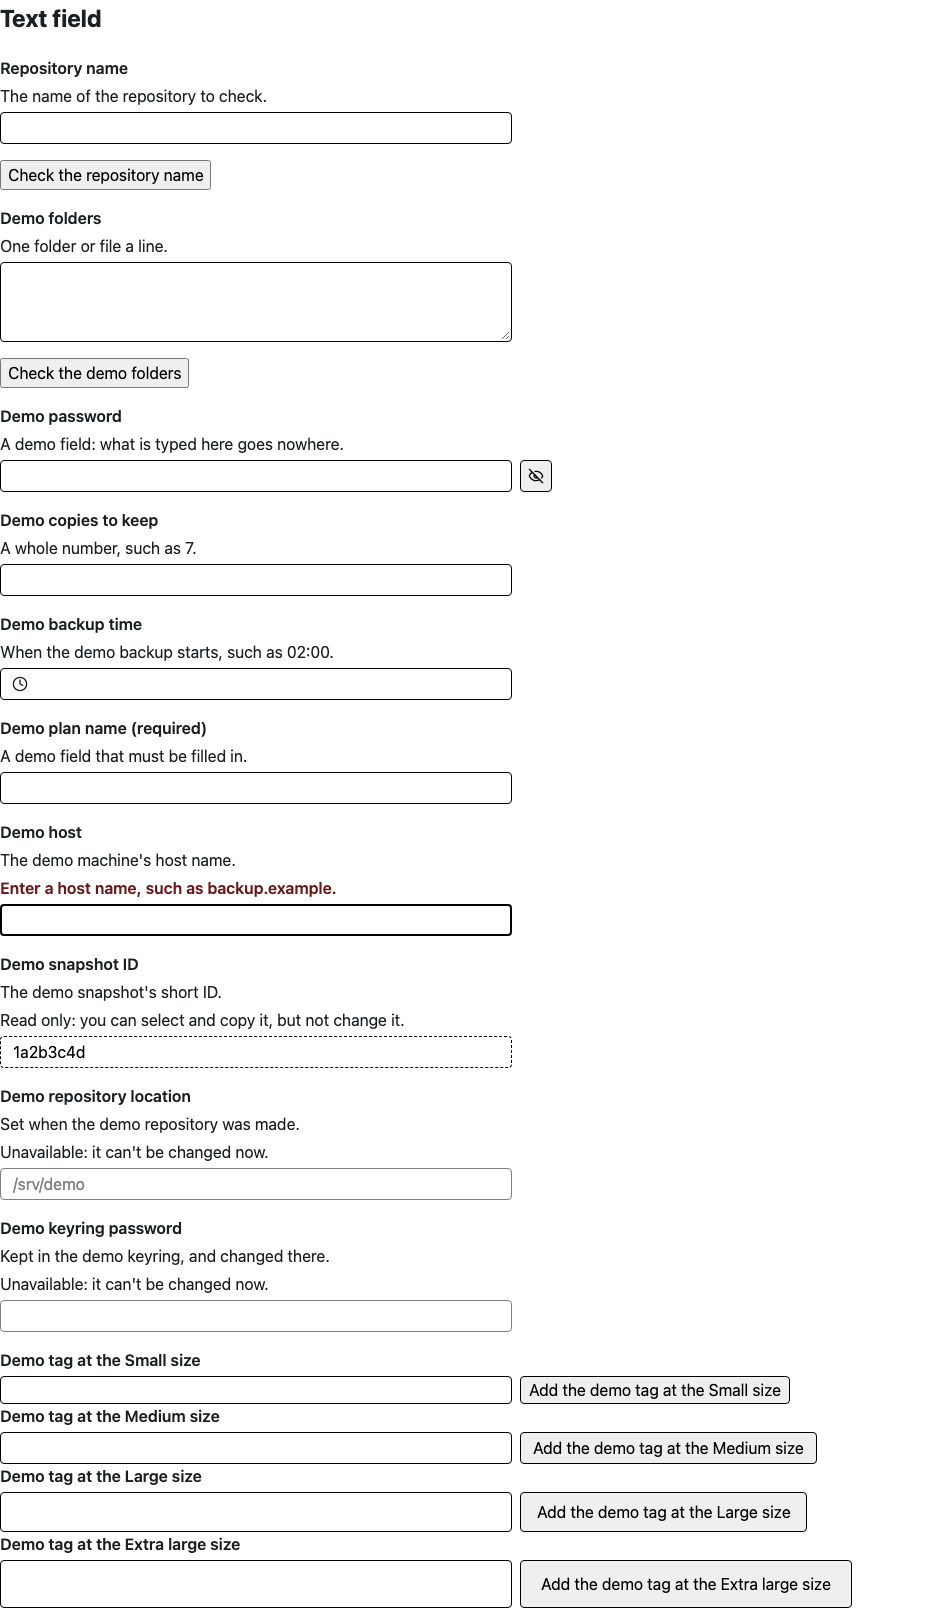 Text field
Repository name
The name of the repository to check.
Check the repository name
Demo folders
One folder or file a line.
Check the demo folders
Demo password
A demo field: what is typed here goes nowhere.
Demo copies to keep
A whole number, such as 7.
Demo backup time
When the demo backup starts, such as 02:00.
Demo plan name (required)
A demo field that must be filled in.
Demo host
The demo machine's host name.
Enter a host name, such as backup.example.
Demo snapshot ID
The demo snapshot's short ID.
Read only: you can select and copy it, but not change it.
1a2b3c4d
Demo repository location
Set when the demo repository was made.
Unavailable: it can't be changed now.
/srv/demo
Demo keyring password
Kept in the demo keyring, and changed there.
Unavailable: it can't be changed now.
Demo tag at the Small size
Add the demo tag at the Small size
Demo tag at the Medium size
Add the demo tag at the Medium size
Demo tag at the Large size
Add the demo tag at the Large size
Demo tag at the Extra large size
Add the demo tag at the Extra large size